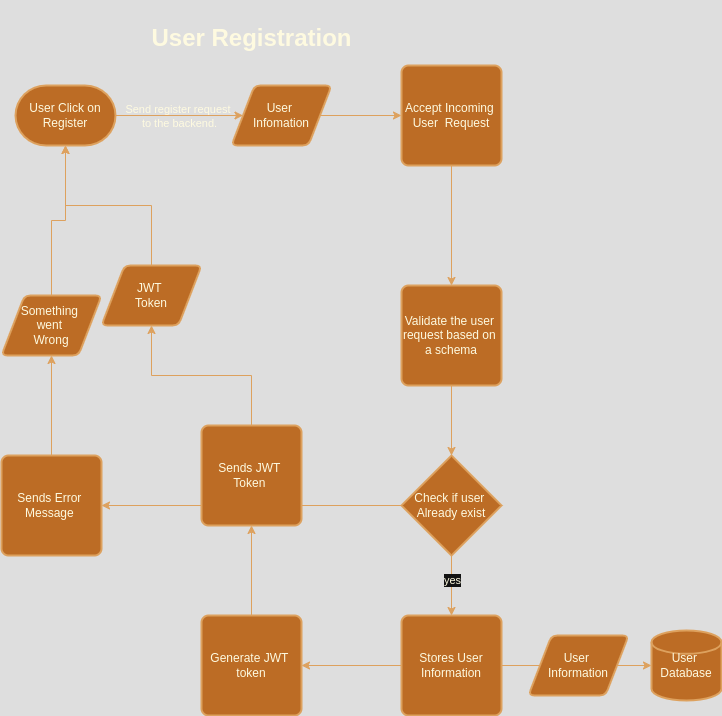 User Registration
User Click on
Register
Send register request
to the backend.
User
Infomation
Accept Incoming
User Request
Something
went
Wrong
JWT
Token
Validate the user
request based on
a schema
Sends Error
Message
Sends JWT
Token
Check if user
Already exist
yes
Generate JWT
token
Stores User
Information
User
Information
User
Database